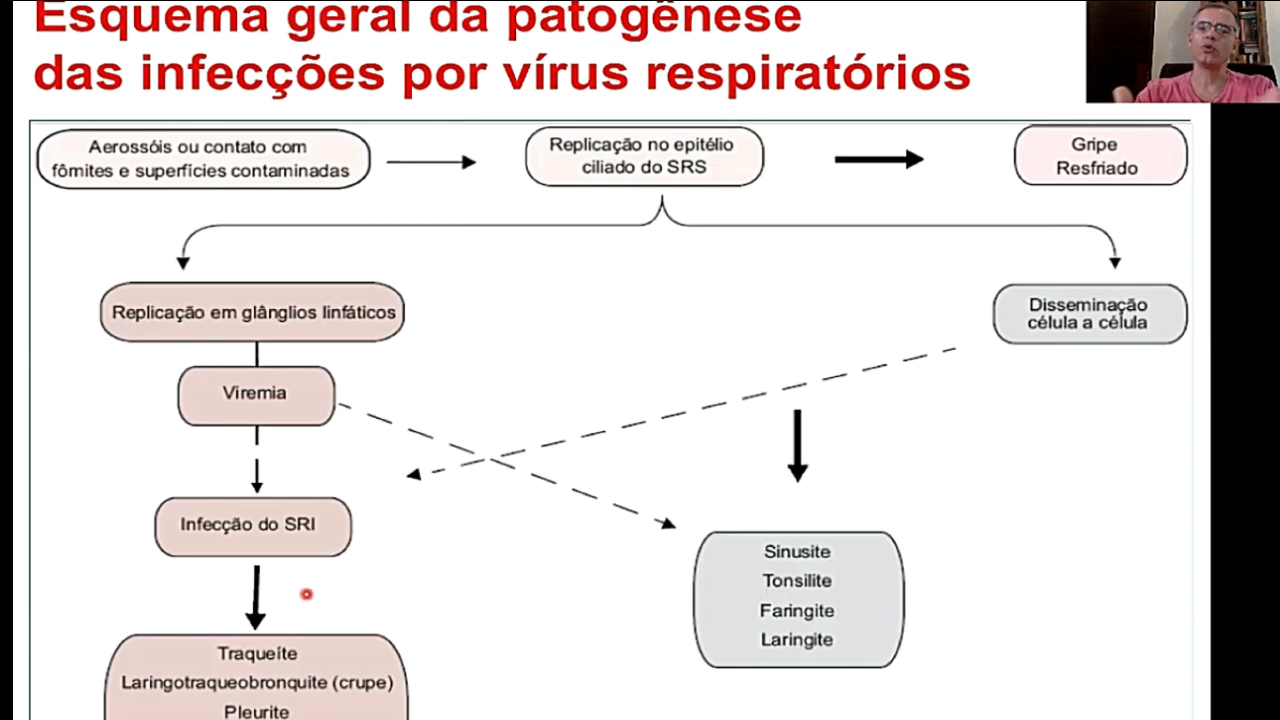 Esquema geral da patogênese
das infecções por vírus respiratórios
Aerossóis ou contato com
fômites e superfícies contaminadas
Replicação no epitélio
ciliado do SRS
Gripe
Resfriado
Replicação em glânglios linfáticos
Disseminação
célula a célula
Viremia
Infecção do SRI
Sinusite
Tonsilite
Faringite
Laringite
Traqueíte
Laringotraqueobronquite (crupe)
Pleurite